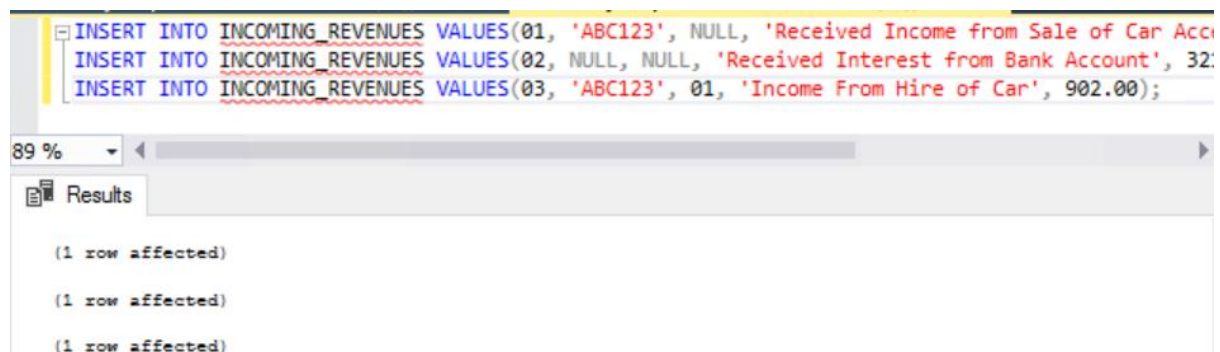 INSERT INTO INCOMING_REVENUES VALUES(01, 'ABC123', NULL, 'Received Income from Sale of Car
INSERT INTO INCOMING_REVENUES VALUES(02, NULL, NULL, 'Received Interest from Bank Account',
INSERT INTO INCOMING_REVENUES VALUES(03, 'ABC123', 01, 'Income From Hire of Car', 902.00);
89 %
Results
(1 row affected)
(1 row affected)
(1 row affected)